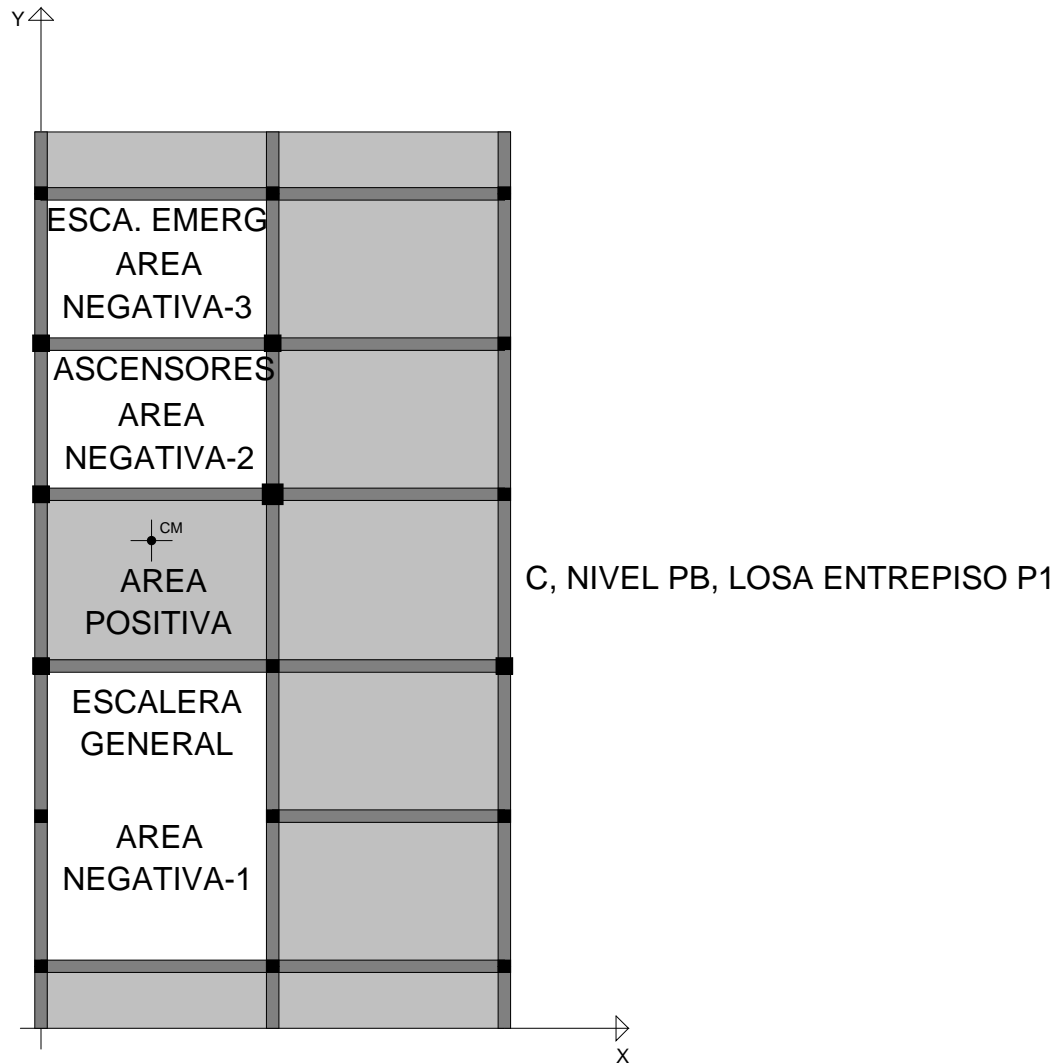 Y
ESCA. EMERG
AREA
NEGATIVA-3
ASCENSORES
AREA
NEGATIVA-2
CM
AREA
POSITIVA
C, NIVEL PB, LOSA ENTREPISO P1
ESCALERA
GENERAL
AREA
NEGATIVA-1
X